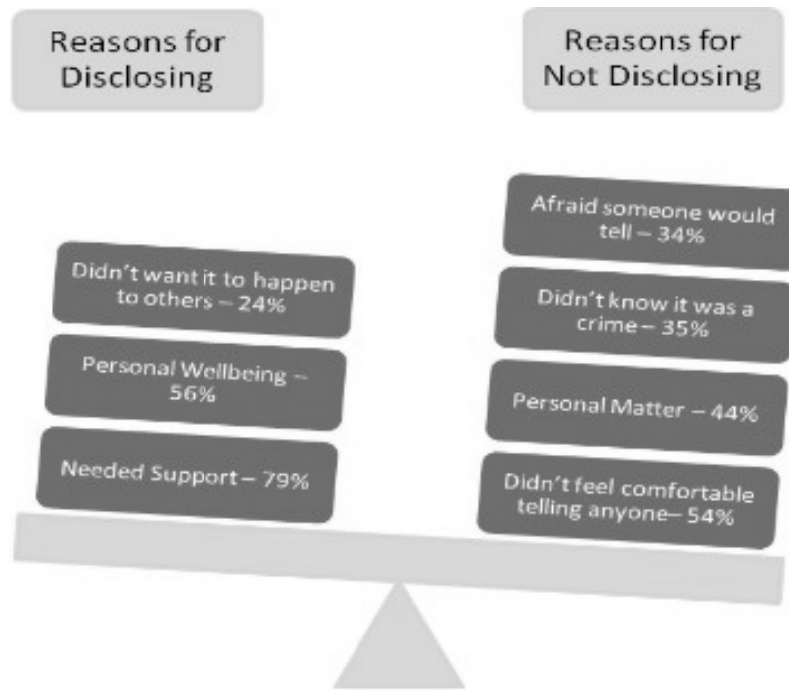 Reasons for
Disclosing
Reasons for
Not Disclosing
Didn't want it to happen
to others – 24%
Personal Wellbeing –
56%
Needed Support – 79%
Afraid someone would
tell – 34%
Didn't know it was a
crime – 35%
Personal Matter – 44%
Didn't feel comfortable
telling anyone– 54%